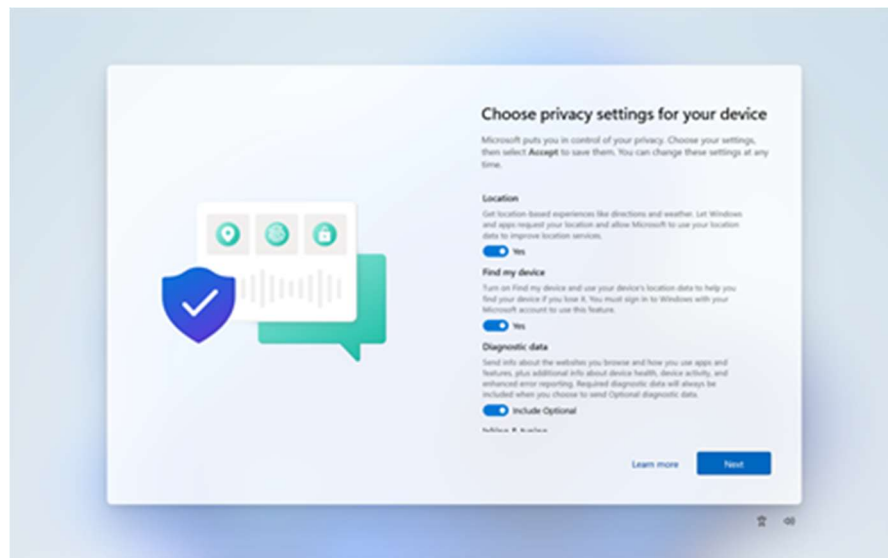 Choose privacy settings for your device
Microsoft puts you in control of your privacy. Choose your settings,
then select Accept to save them. You can change these settings at any
time.
Location
Get location-based experiences like directions and weather. Let Windows
and apps request your location and allow Microsoft to use your location
data to improve location services.
Yes
Find my device
Turn on Find my device and use your device's location data to help you
find your device if you lose it. You must sign in to Windows with your
Microsoft account to use this feature.
Yes
Diagnostic data
Send info about the websites you browse and how you use apps and
features, plus additional info about device health, device activity, and
enhanced error reporting. Required diagnostic data will always be
included when you choose to send Optional diagnostic data.
Include Optional
Inking & typing
Learn more
Next